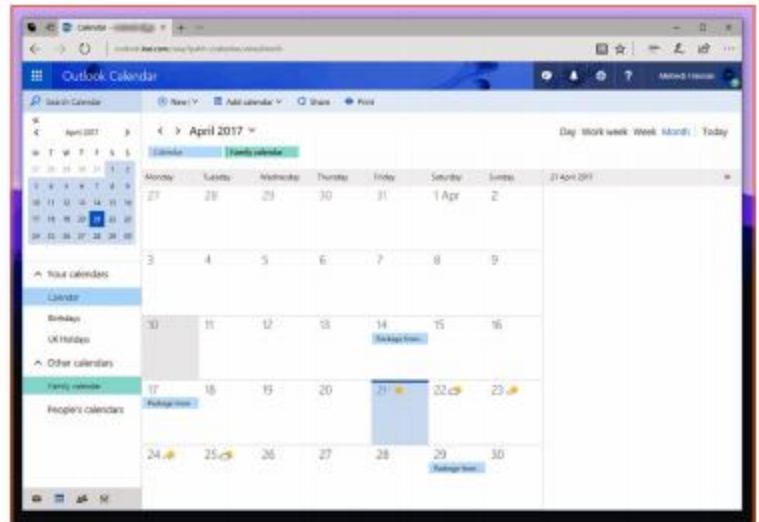 Calendar
Outlook Calendar
Search Calendar
New
Add calendar
Share
Print
April 2017
April 2017
Day Work week Week Month Today
Calendar
Family calendar
M T W T F S S
Monday Tuesday Wednesday Thursday Friday Saturday Sunday
21 April 2017
27 28 29 30 31 1 Apr 2
3 4 5 6 7 8 9
10 11 12 13 14 15 16
Package from
17 18 19 20 21 22 23
Package from
24 25 26 27 28 29 30
Package from
Your calendars
Calendar
Birthdays
UK Holidays
Other calendars
Family calendar
People's calendars